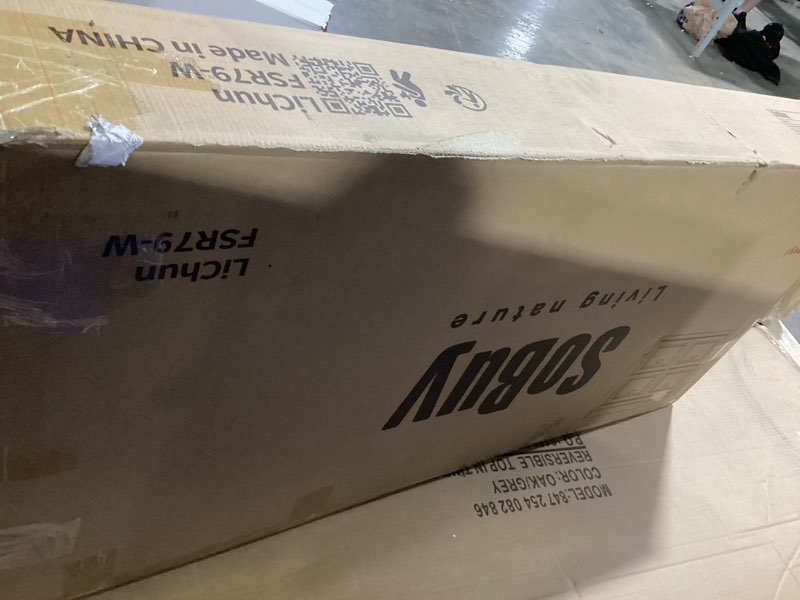 LiChun
FSR79-W
Made in CHINA
LiChun
FSR79-W
SoBuy
Living nature
MODEL:847 254 082 846
COLOR: OAK/GREY
REVERSIBLE TOP IN